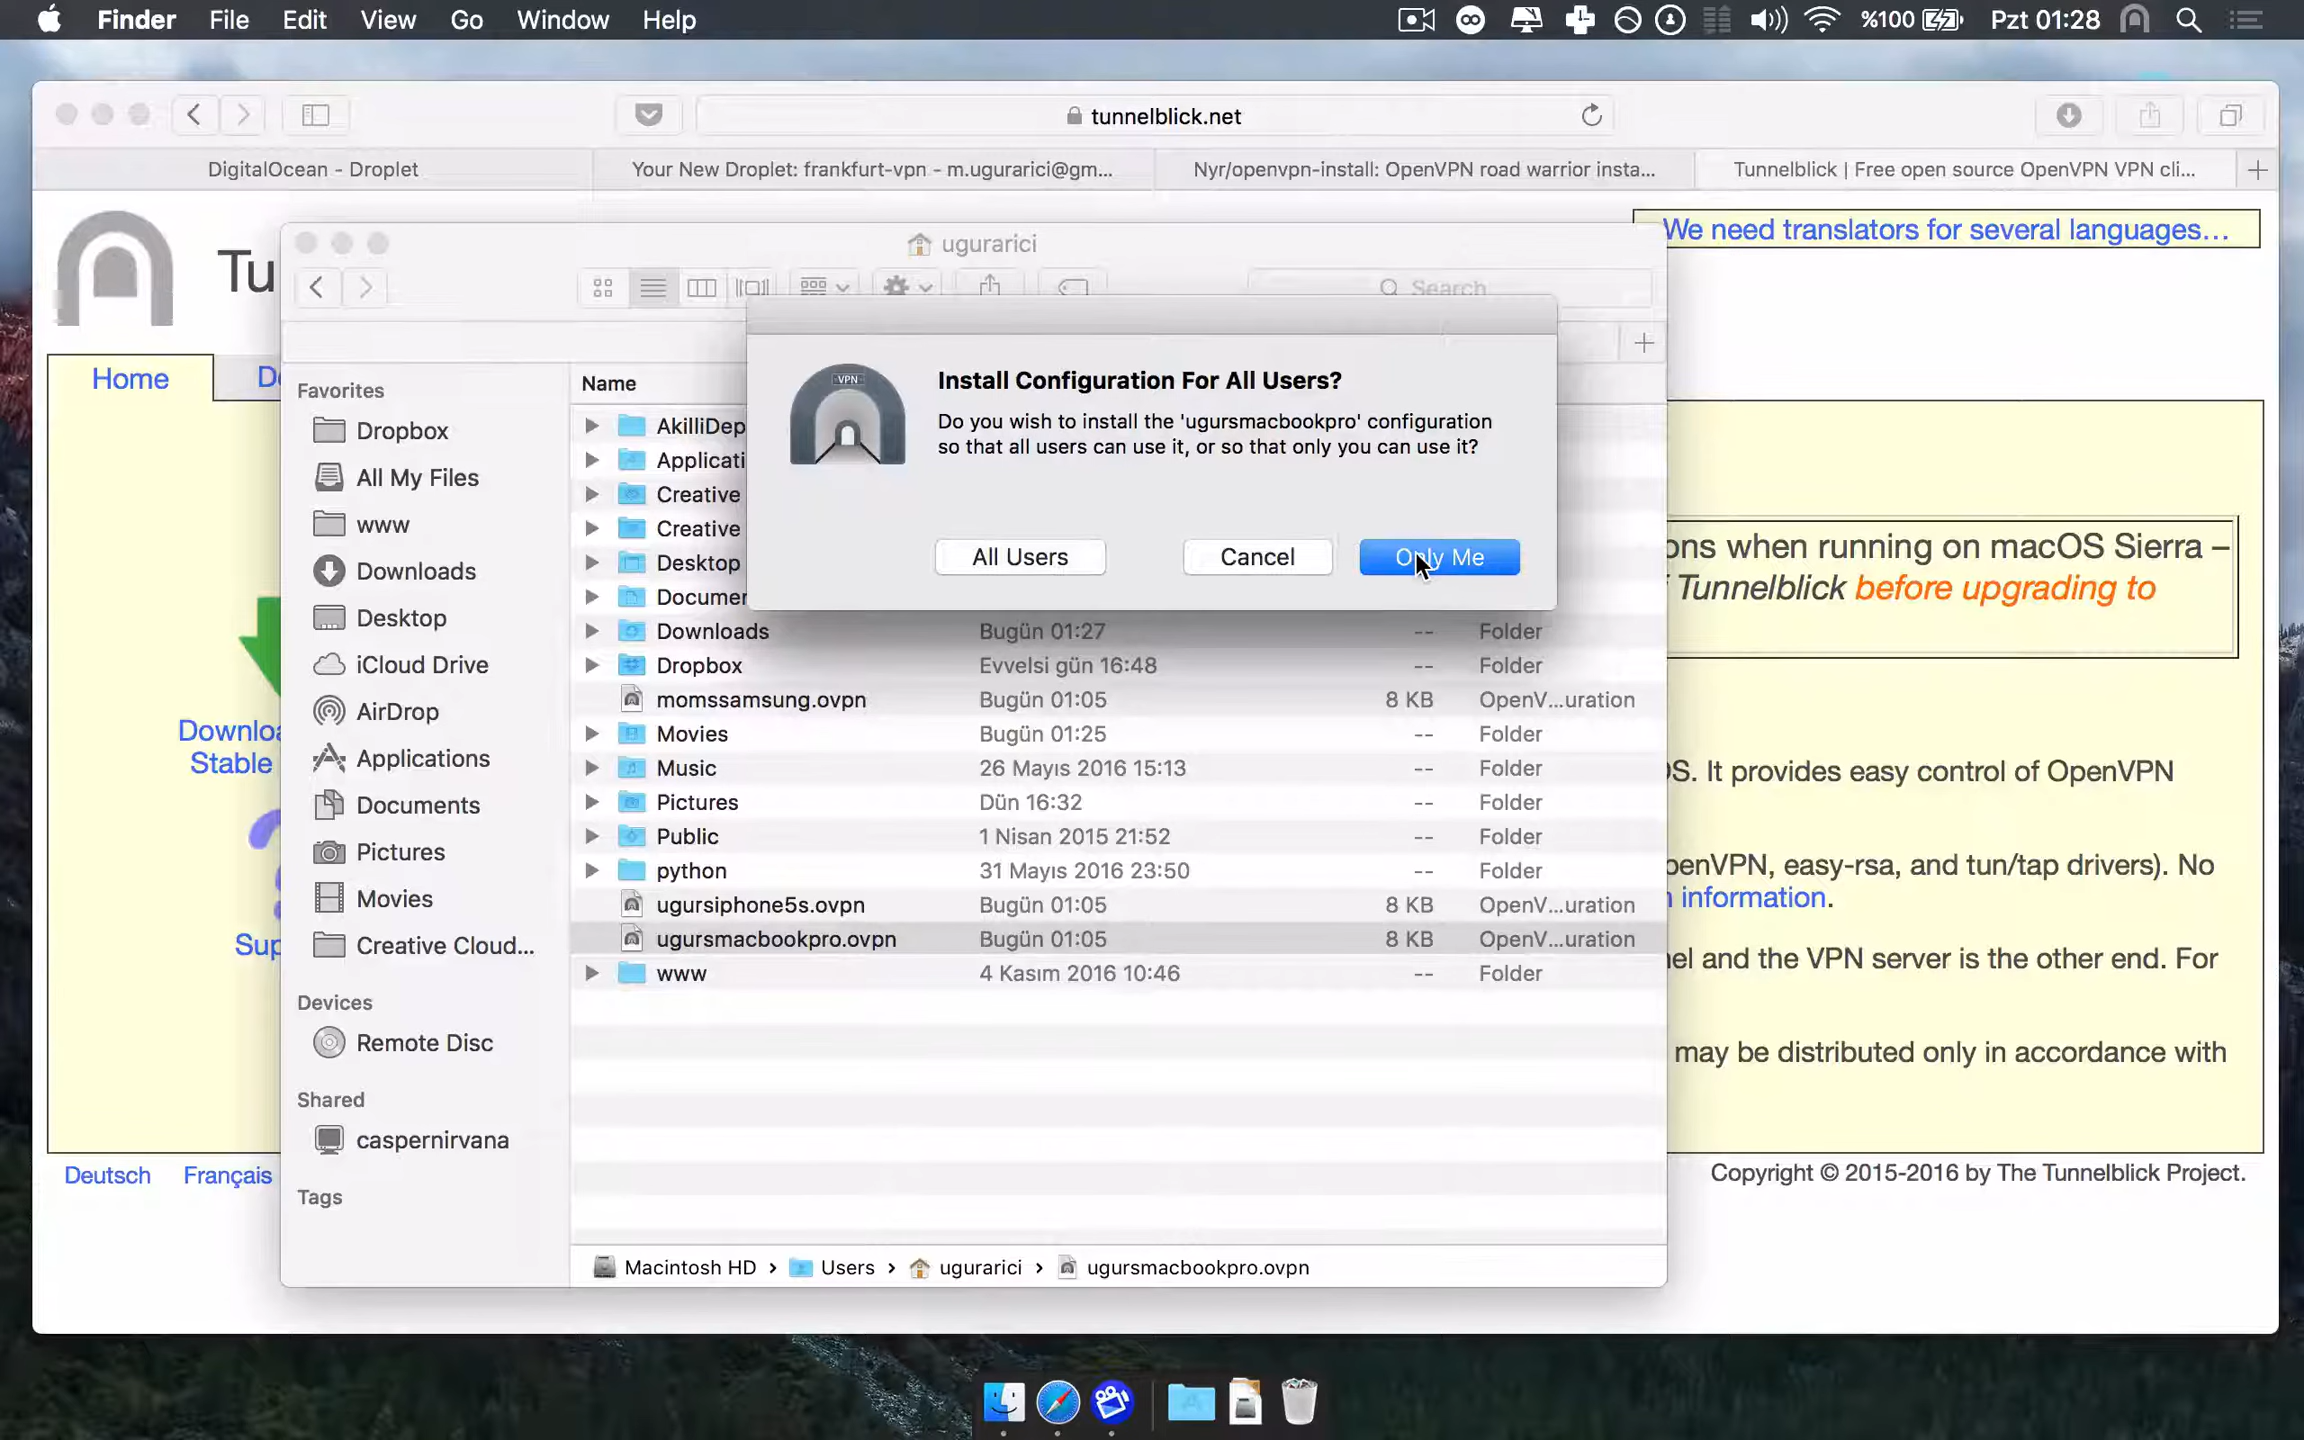 Finder File Edit View Go Window Help %100 Pzt 01:28
tunnelblick.net
DigitalOcean - Droplet
Your New Droplet: frankfurt-vpn - m.ugurarici@gm...
Nyr/openvpn-install: OpenVPN road warrior insta...
Tunnelblick | Free open source OpenVPN VPN cli...
Tu
We need translators for several languages...
Home
ugurarici
Search
Install Configuration For All Users?
Do you wish to install the 'ugursmacbookpro' configuration
so that all users can use it, or so that only you can use it?
VPN
All Users
Cancel
Only Me
Favorites
Dropbox
All My Files
www
Downloads
Desktop
iCloud Drive
AirDrop
Applications
Documents
Pictures
Movies
Creative Cloud...
Devices
Remote Disc
Shared
caspernirvana
Tags
Name
AkilliDep
Applicati
Creative
Creative
Desktop
Documen
Downloads Bugün 01:27 -- Folder
Dropbox Evvelsi gün 16:48 -- Folder
momssamsung.ovpn Bugün 01:05 8 KB OpenV...uration
Movies Bugün 01:25 -- Folder
Music 26 Mayıs 2016 15:13 -- Folder
Pictures Dün 16:32 -- Folder
Public 1 Nisan 2015 21:52 -- Folder
python 31 Mayıs 2016 23:50 -- Folder
ugursiphone5s.ovpn Bugün 01:05 8 KB OpenV...uration
ugursmacbookpro.ovpn Bugün 01:05 8 KB OpenV...uration
www 4 Kasım 2016 10:46 -- Folder
Macintosh HD › Users › ugurarici › ugursmacbookpro.ovpn
Downloa
Stable
Sup
ons when running on macOS Sierra –
Tunnelblick before upgrading to
S. It provides easy control of OpenVPN
penVPN, easy-rsa, and tun/tap drivers). No
information.
nel and the VPN server is the other end. For
may be distributed only in accordance with
Deutsch Français
Copyright © 2015-2016 by The Tunnelblick Project.